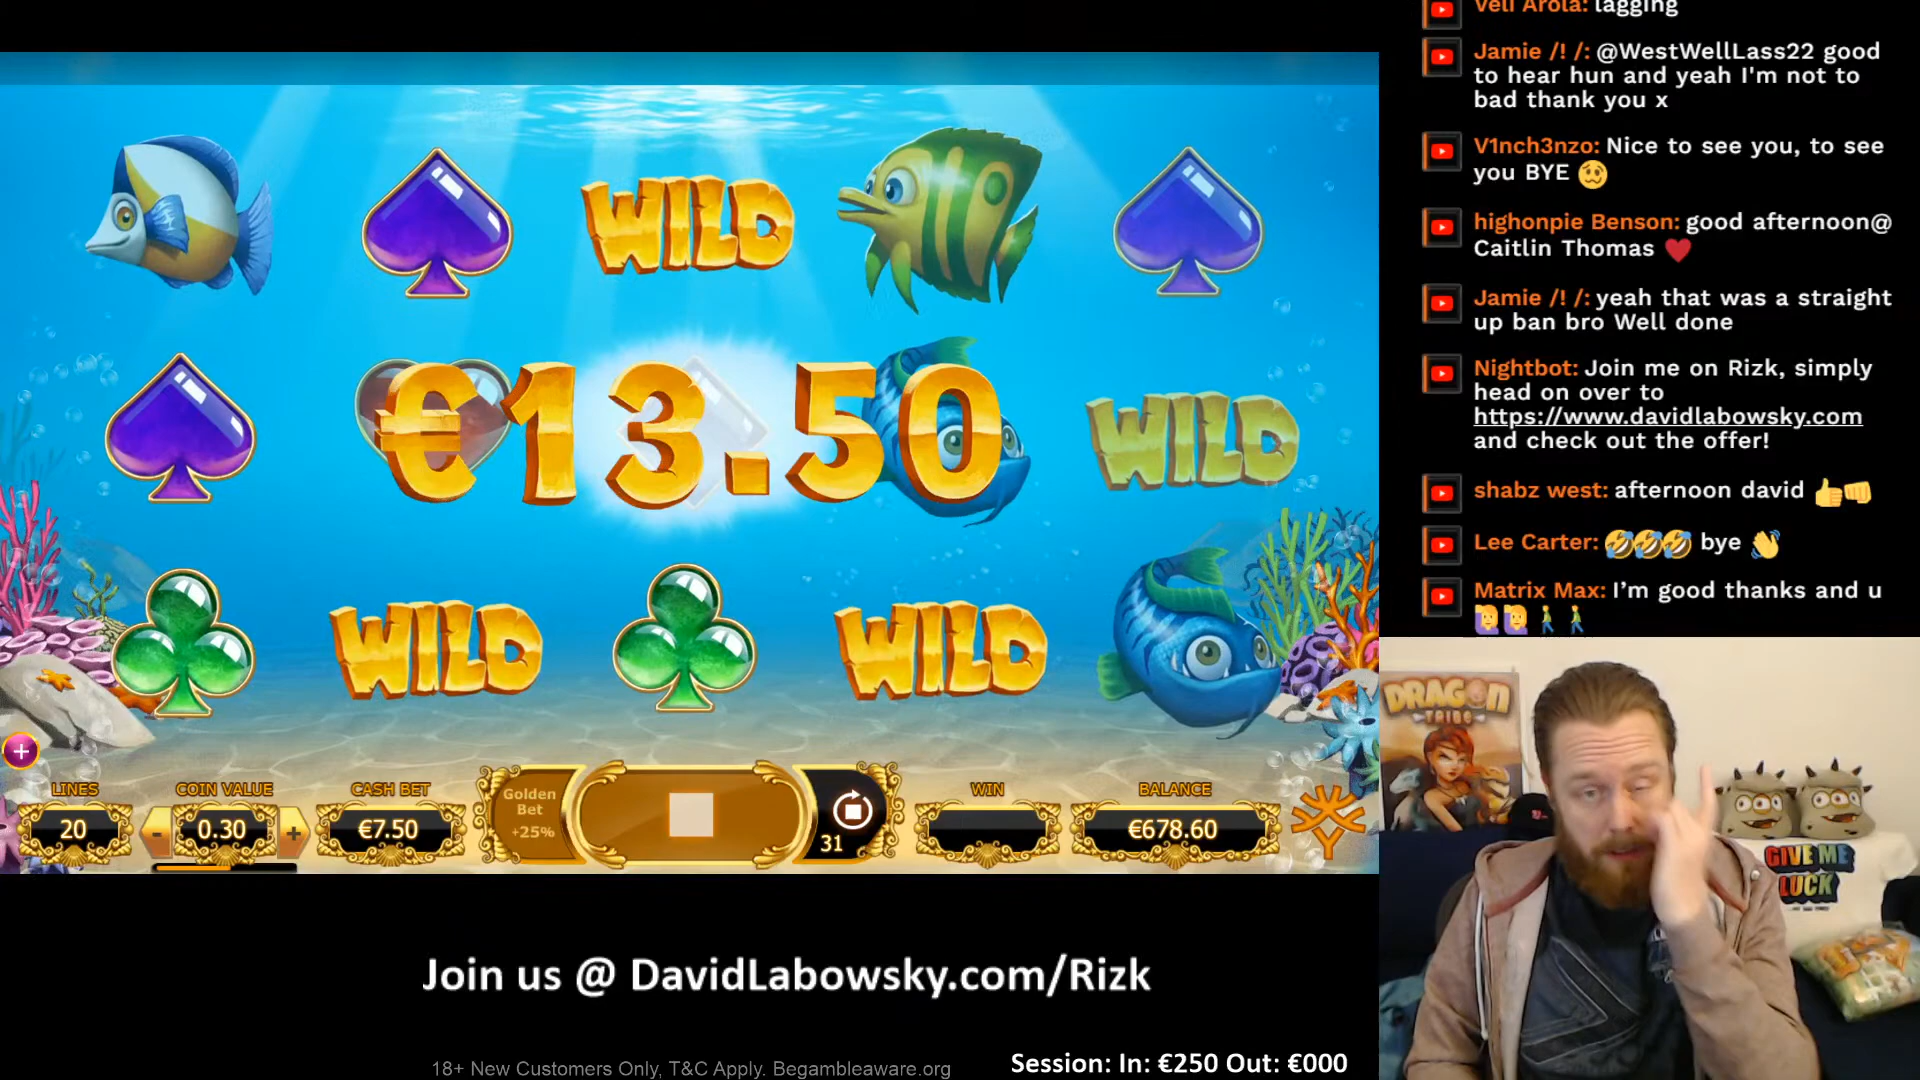 WILD
€13.50
WILD
WILD
WILD
LINES
20
COIN VALUE
-
0.30
+
CASH BET
€7.50
Golden
Bet
+25%
31
WIN
BALANCE
€678.60
+
Join us @ DavidLabowsky.com/Rizk
18+ New Customers Only, T&C Apply. Begambleaware.org
Session: In: €250 Out: €000
Veli Arola: lagging
Jamie /! /: @WestWellLass22 good
to hear hun and yeah I'm not to
bad thank you x
V1nch3nzo: Nice to see you, to see
you BYE 🥴
highonpie Benson: good afternoon@
Caitlin Thomas ❤️
Jamie /! /: yeah that was a straight
up ban bro Well done
Nightbot: Join me on Rizk, simply
head on over to
https://www.davidlabowsky.com
and check out the offer!
shabz west: afternoon david 👍👊
Lee Carter: 🤣🤣🤣 bye 👋
Matrix Max: I’m good thanks and u
🙋🙋🚶🚶
DRAGON
TRIBE
GIVE ME
LUCK